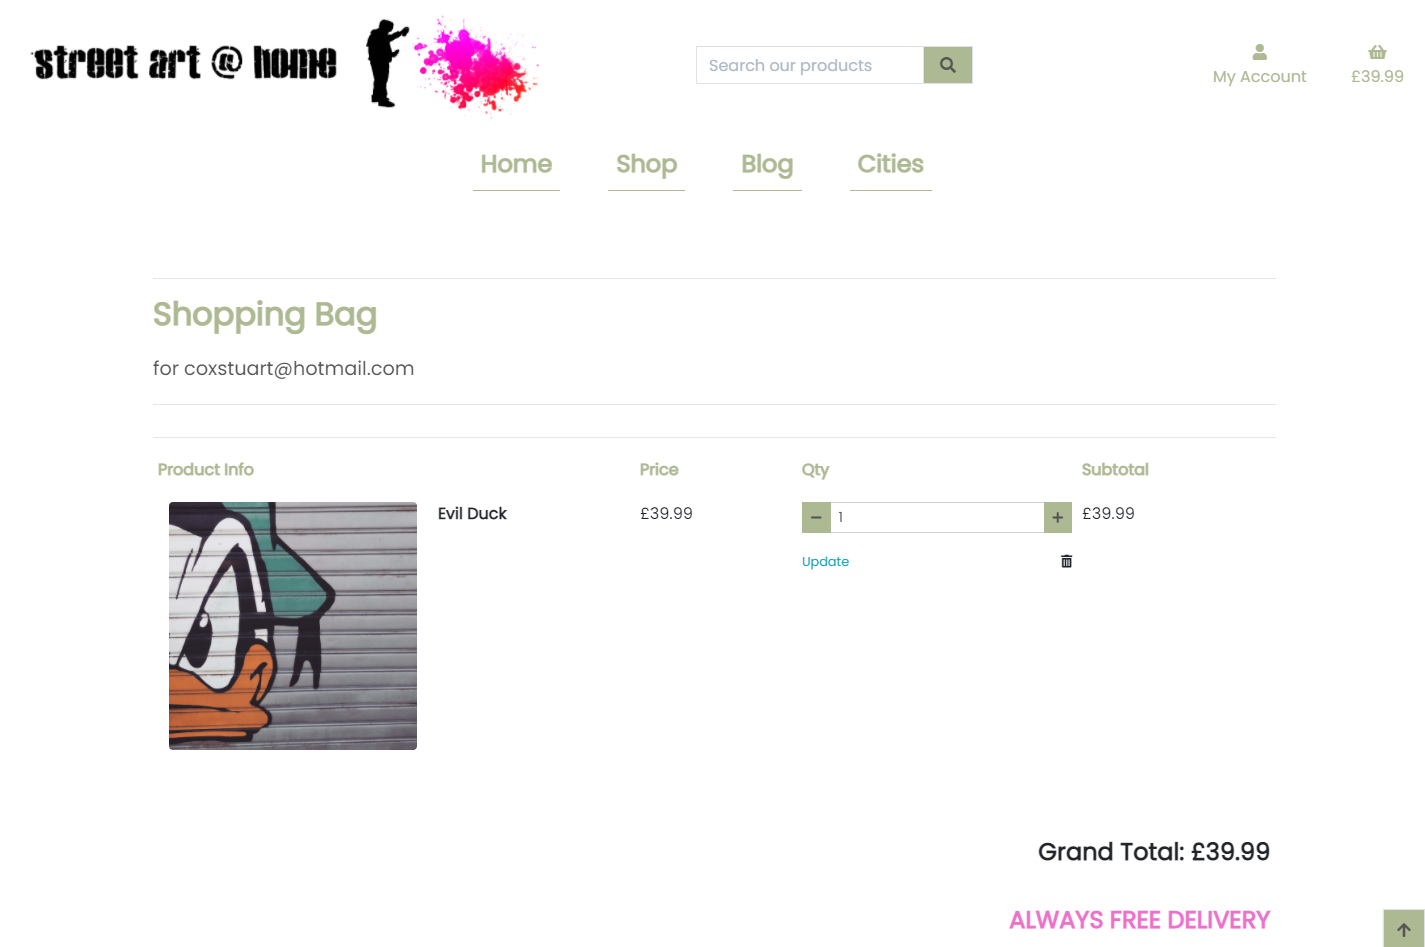 street art @ home
Search our products
My Account
£39.99
Home
Shop
Blog
Cities
Shopping Bag
for coxstuart@hotmail.com
Product Info
Price
Qty
Subtotal
Evil Duck
£39.99
1
£39.99
Update
Grand Total: £39.99
ALWAYS FREE DELIVERY